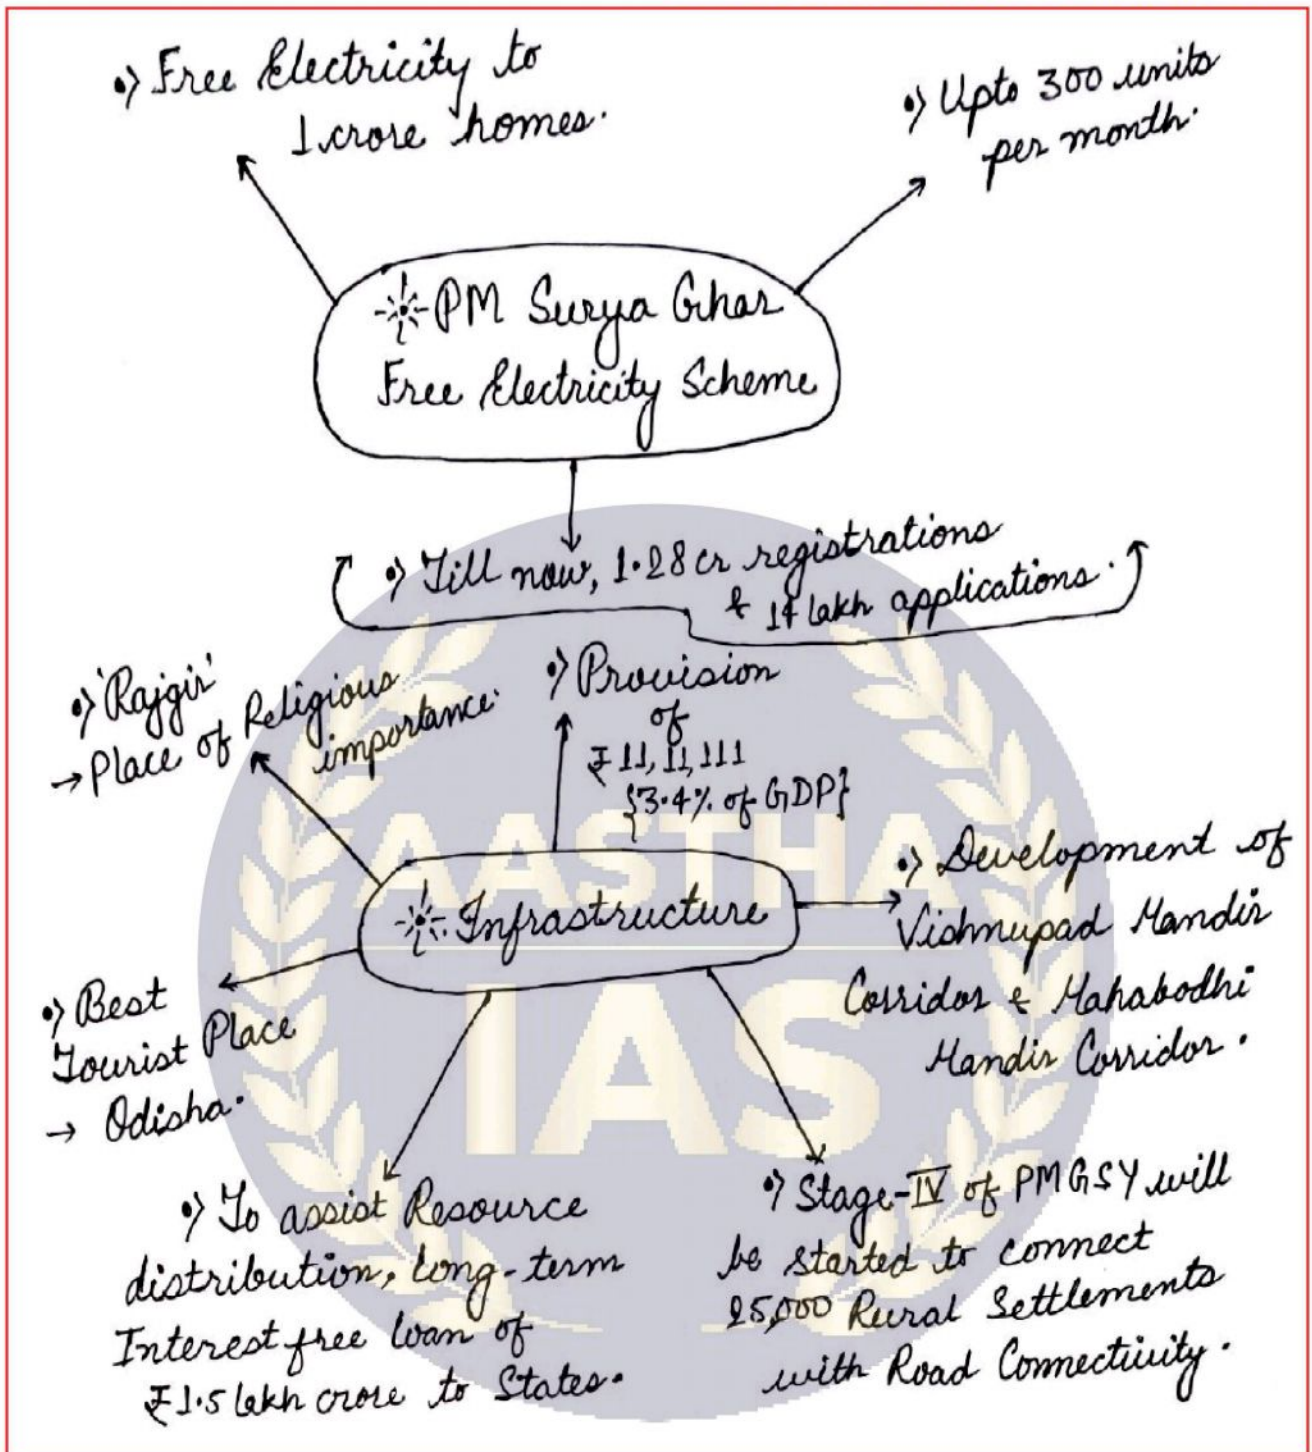 •) Free Electricity to
1 crore homes.
•) Upto 300 units
per month.
PM Surya Ghar
Free Electricity Scheme
•) Till now, 1.28 cr registrations
& 14 lakh applications.
•) 'Rajgir'
→ Place of Religious
importance.
•) Provision
of
₹ 11,11,111
{3.4% of GDP}
Infrastructure
•) Development of
Vishnupad Mandir
Corridor & Mahabodhi
Mandir Corridor.
•) Best
Tourist Place
→ Odisha.
•) To assist Resource
distribution, long-term
Interest free loan of
₹1.5 lakh crore to States.
•) Stage-IV of PMGSY will
be started to connect
25,000 Rural Settlements
with Road Connectivity.
AASTHA
IAS